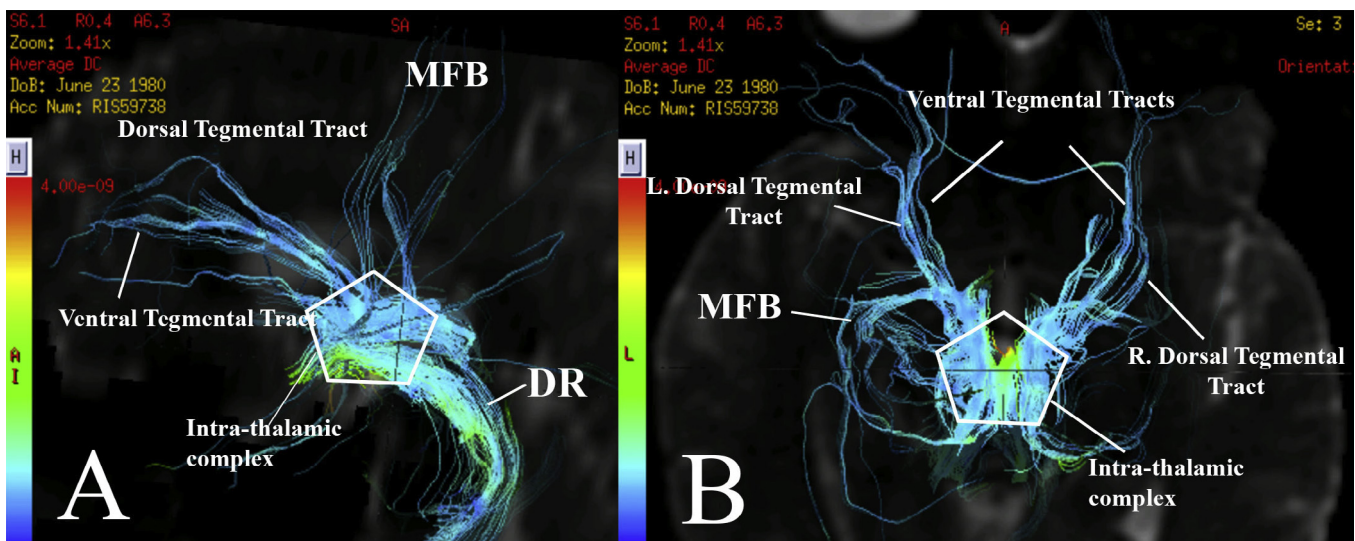 S6.1 R0.4 A6.3
Zoom: 1.41x
Average DC
DoB: June 23 1980
Acc Num: RIS59738
SA
MFB
Dorsal Tegmental Tract
H
4.00e-09
Ventral Tegmental Tract
A
I
DR
Intra-thalamic
complex
A
S6.1 R0.4 A6.3
Zoom: 1.41x
Average DC
DoB: June 23 1980
Acc Num: RIS59738
A
Se: 3
Orientat
Ventral Tegmental Tracts
H
L. Dorsal Tegmental
Tract
MFB
L
R. Dorsal Tegmental
Tract
Intra-thalamic
complex
B